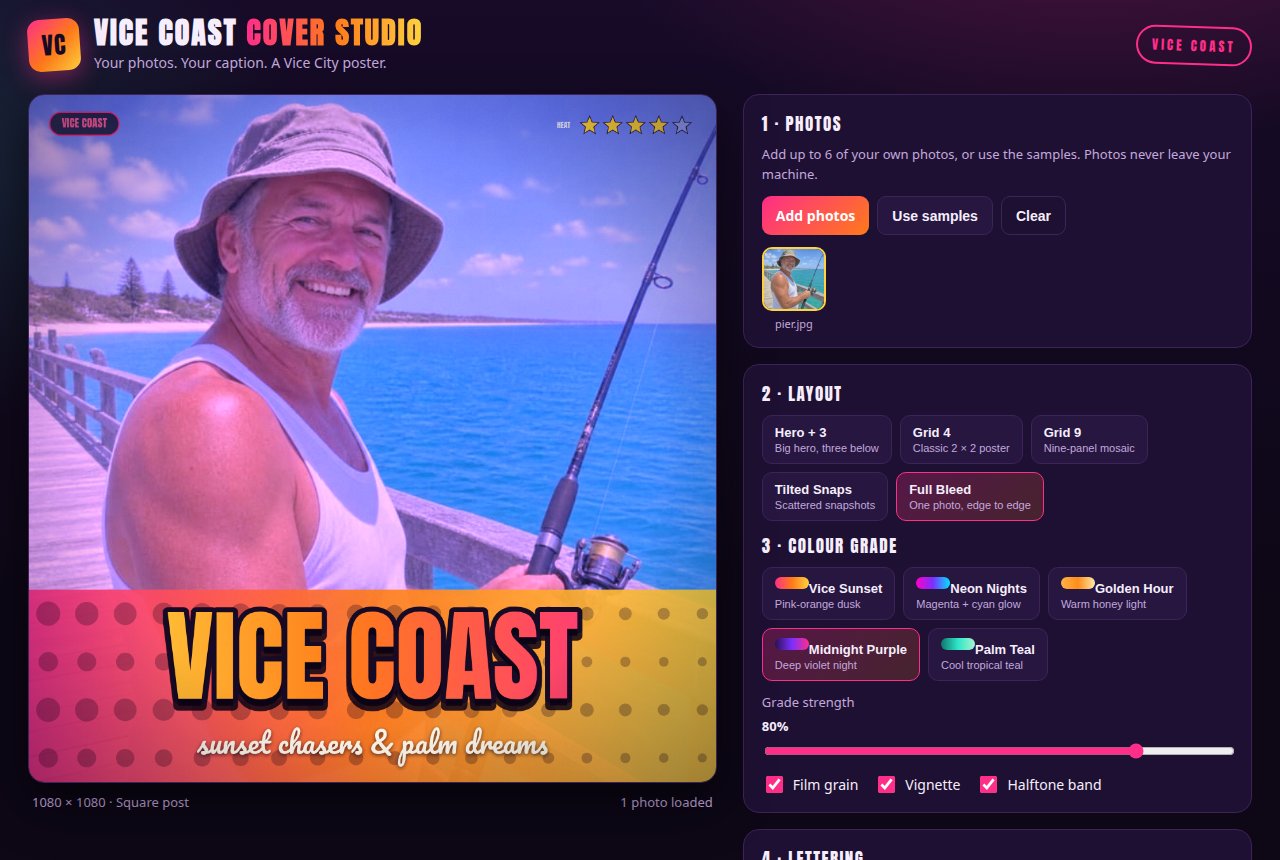 VC
VICE COAST COVER STUDIO
Your photos. Your caption. A Vice City poster.
VICE COAST
VICE COAST
HEAT
VICE COAST
sunset chasers & palm dreams
1080 × 1080 · Square post
1 photo loaded
1 · PHOTOS
Add up to 6 of your own photos, or use the samples. Photos never leave your
machine.
Add photos
Use samples
Clear
pier.jpg
2 · LAYOUT
Hero + 3
Big hero, three below
Grid 4
Classic 2 × 2 poster
Grid 9
Nine-panel mosaic
Tilted Snaps
Scattered snapshots
Full Bleed
One photo, edge to edge
3 · COLOUR GRADE
Vice Sunset
Pink-orange dusk
Neon Nights
Magenta + cyan glow
Golden Hour
Warm honey light
Midnight Purple
Deep violet night
Palm Teal
Cool tropical teal
Grade strength
80%
Film grain
Vignette
Halftone band
4 · LETTERING